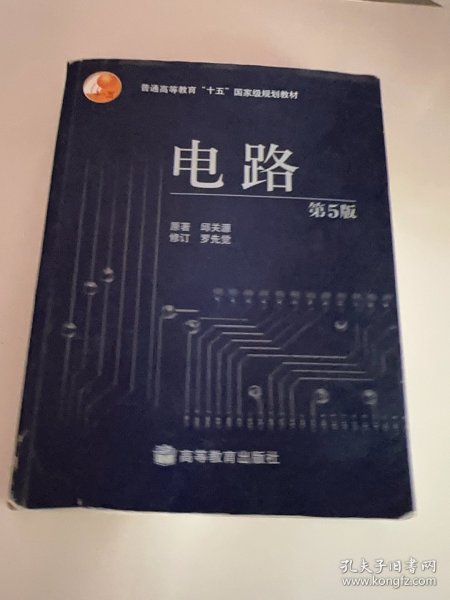 普通高等教育“十五”国家级规划教材
电路
第5版
原著 邱关源
修订 罗先觉
高等教育出版社
孔夫子旧书网
www.kongfz.com